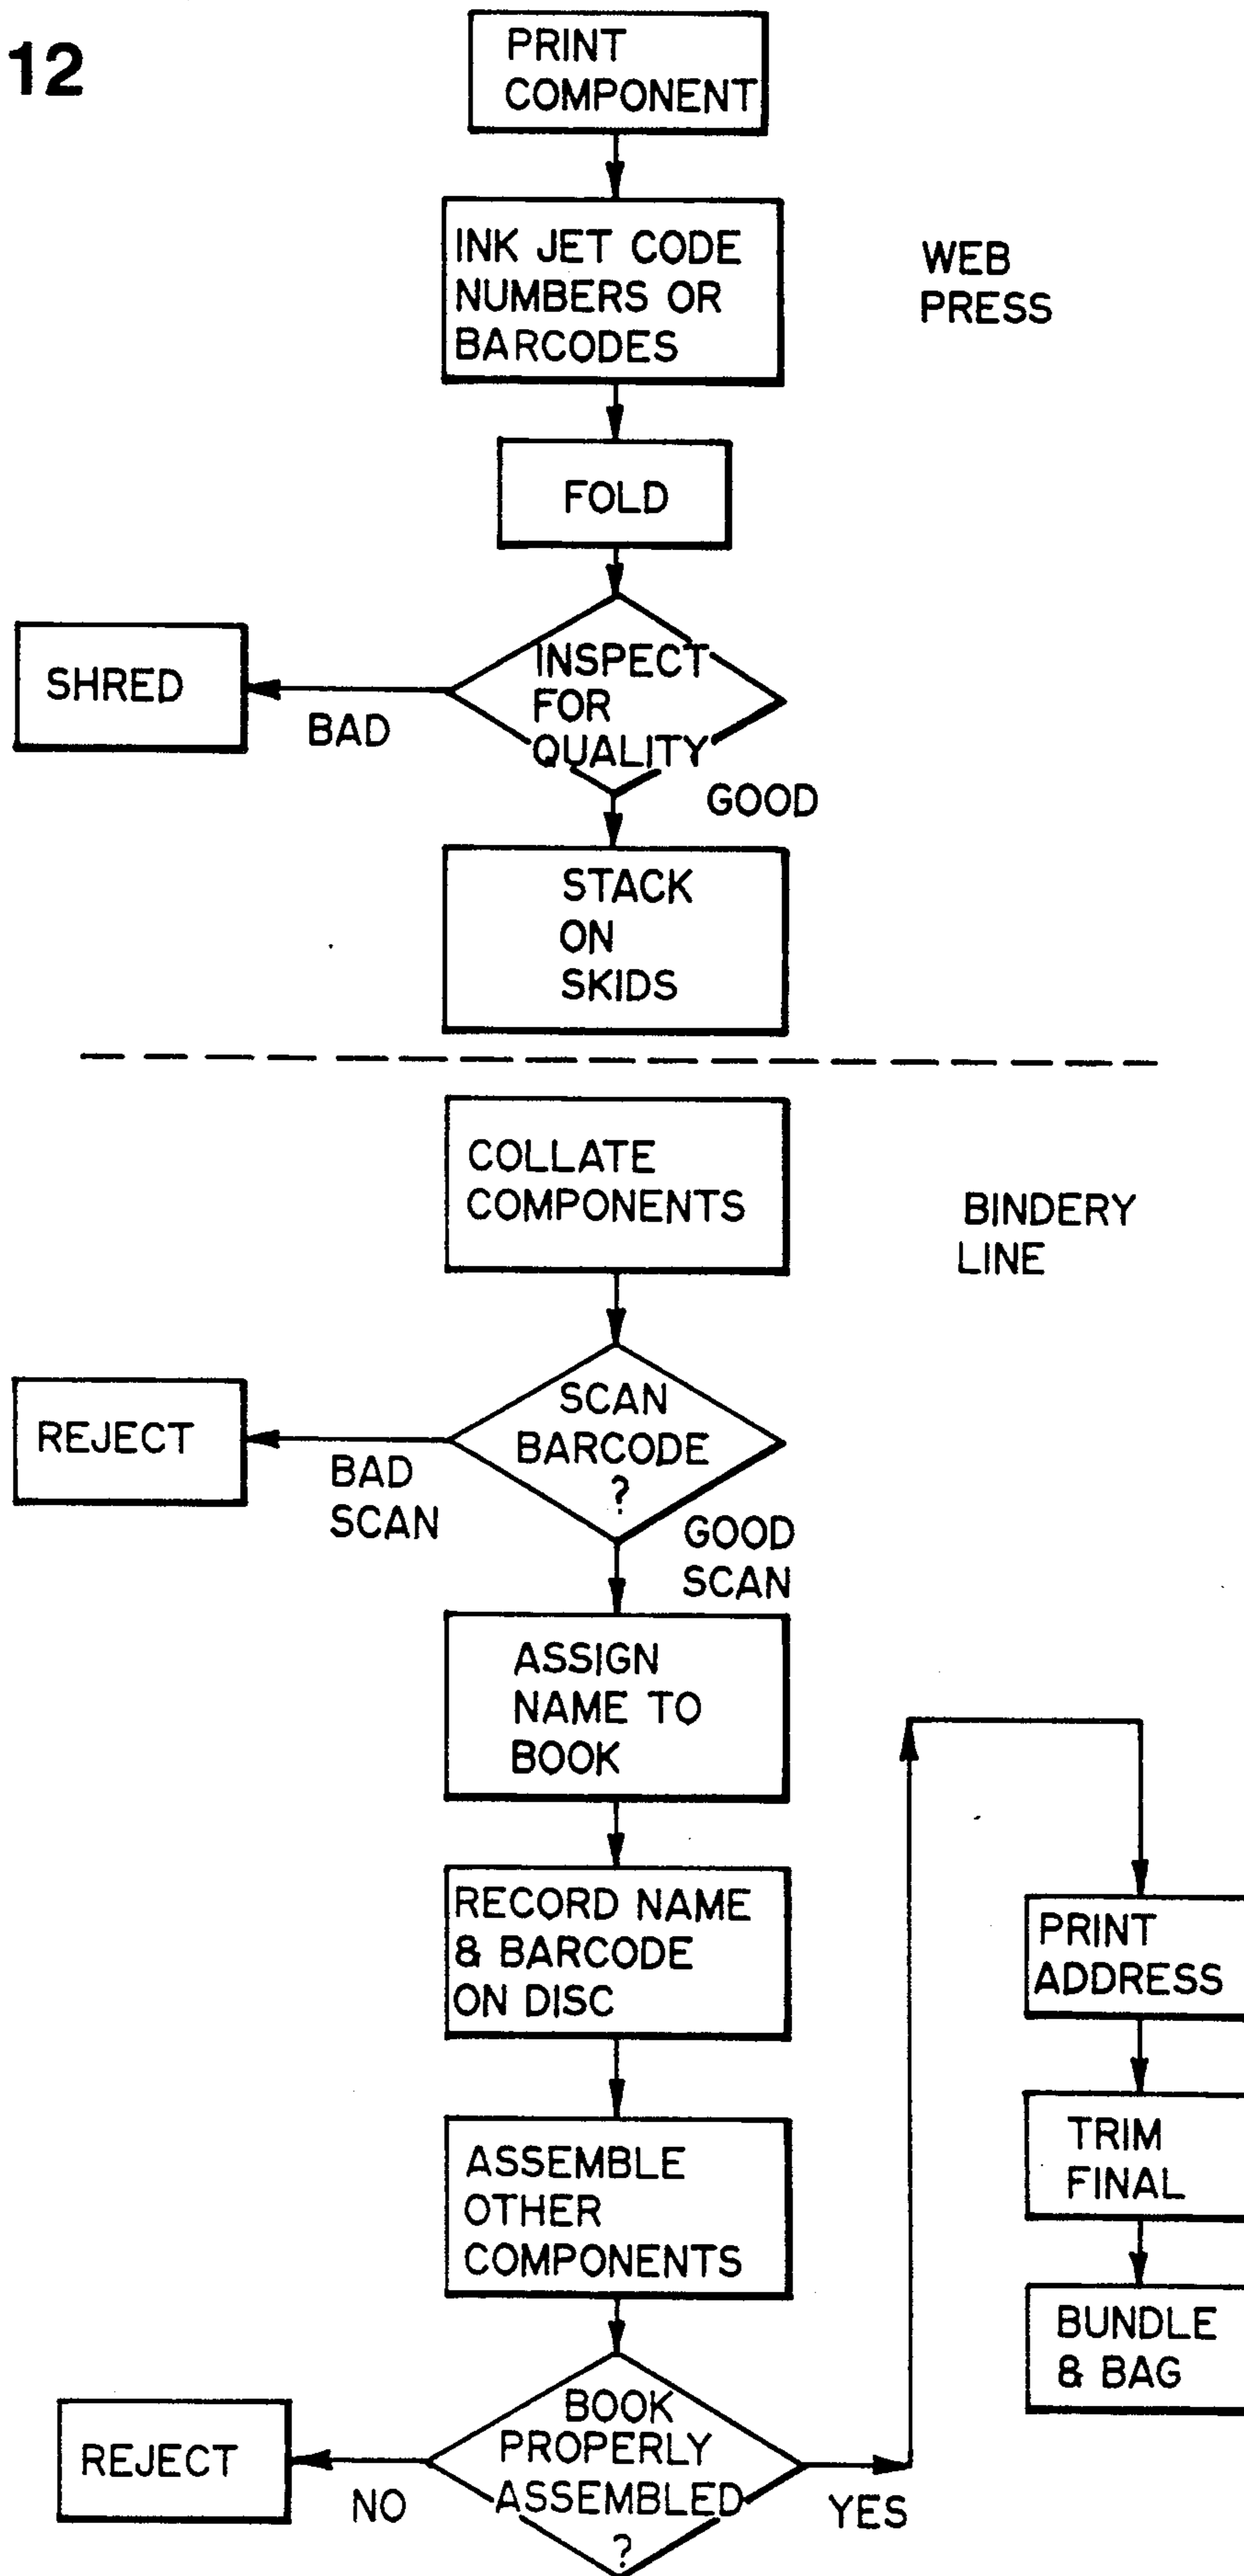 12
PRINT
COMPONENT
INK JET CODE
NUMBERS OR
BARCODES
WEB
PRESS
FOLD
INSPECT
FOR
QUALITY
SHRED
BAD
GOOD
STACK
ON
SKIDS
COLLATE
COMPONENTS
BINDERY
LINE
SCAN
BARCODE
?
REJECT
BAD
SCAN
GOOD
SCAN
ASSIGN
NAME TO
BOOK
RECORD NAME
& BARCODE
ON DISC
ASSEMBLE
OTHER
COMPONENTS
BOOK
PROPERLY
ASSEMBLED
?
REJECT
NO
YES
PRINT
ADDRESS
TRIM
FINAL
BUNDLE
& BAG